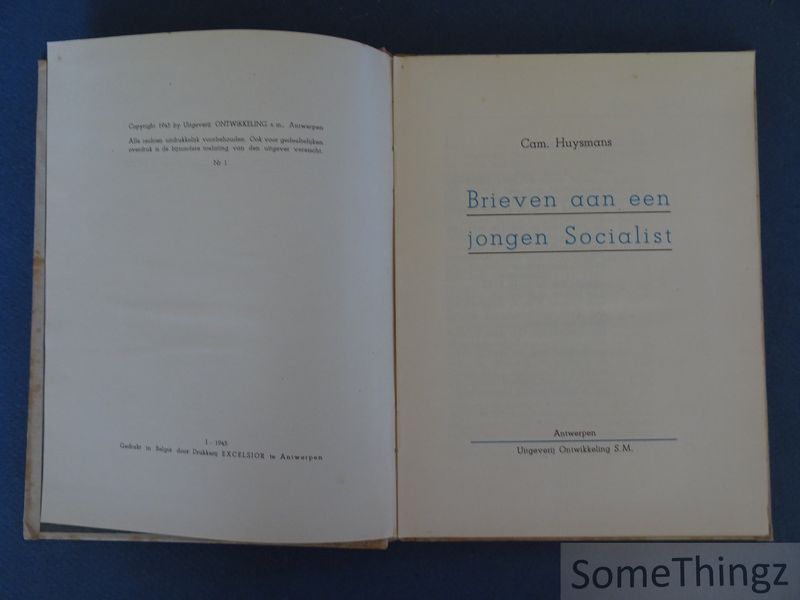 Copyright 1945 by Uitgeverij ONTWIKKELING s.m., Antwerpen
Alle rechten uitdrukkelijk voorbehouden. Ook voor gedeeltelijken
overdruk is de bijzondere toelating van den uitgever vereischt.
Nr 1
I - 1945
Gedrukt in België door Drukkerij EXCELSIOR te Antwerpen
Cam. Huysmans
Brieven aan een
jongen Socialist
Antwerpen
Uitgeverij Ontwikkeling S.M.
SomeThingz